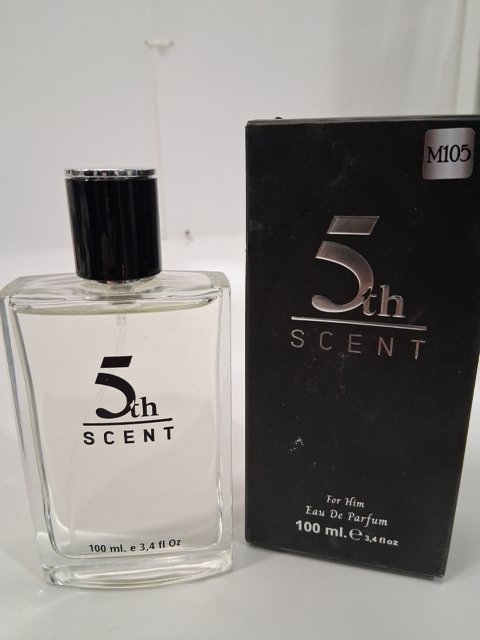 5th
SCENT
100 ml. e 3,4 fl Oz
M105
5th
SCENT
For Him
Eau De Parfum
100 ml. e 3,4 fl oz